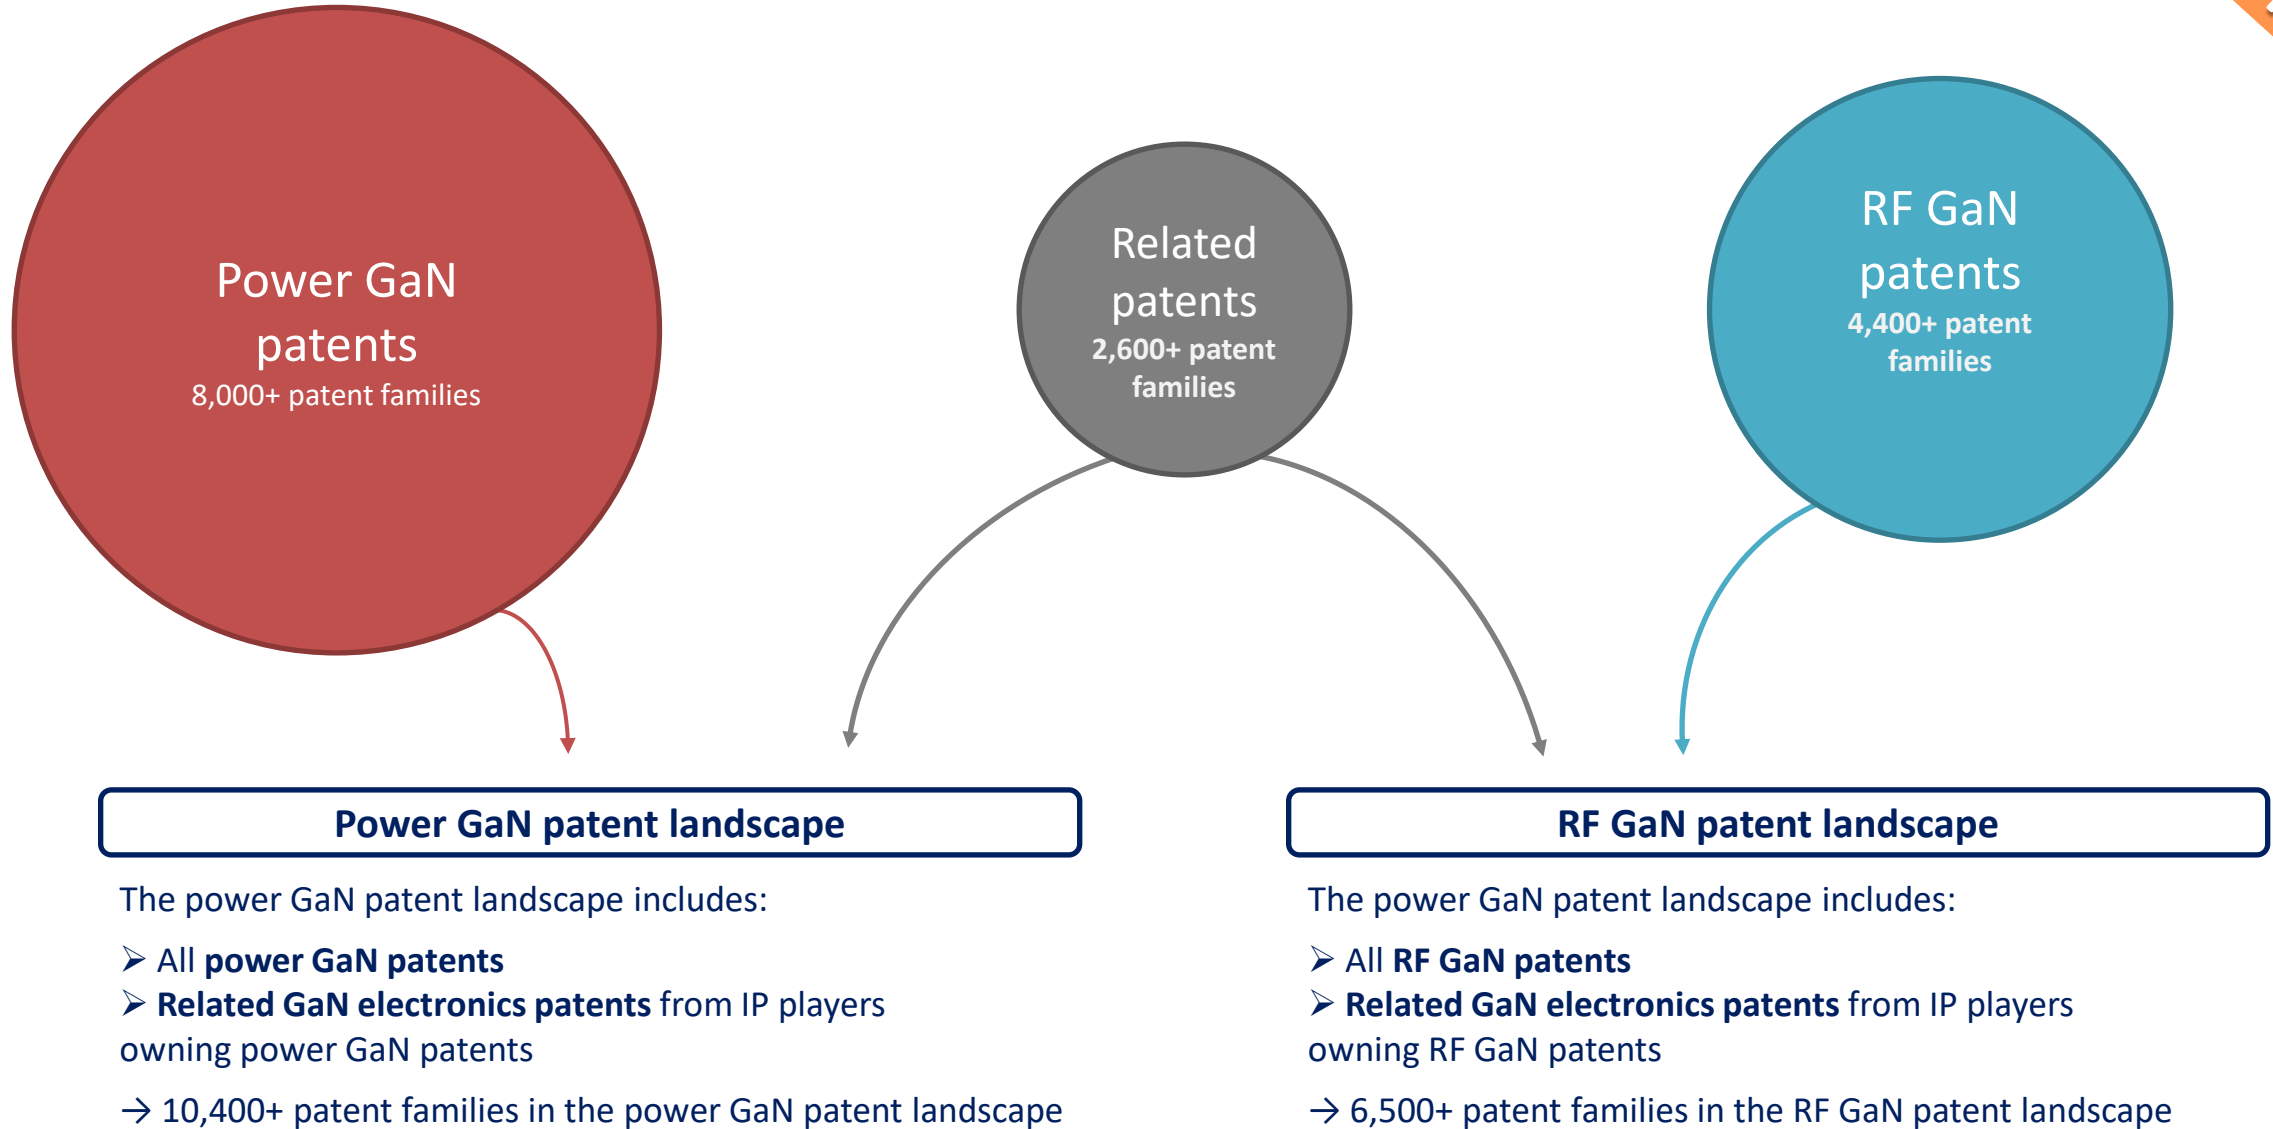 Power GaN
patents
8,000+ patent families
Related
patents
2,600+ patent
families
RF GaN
patents
4,400+ patent
families
Power GaN patent landscape
The power GaN patent landscape includes:
➢ All power GaN patents
➢ Related GaN electronics patents from IP players
owning power GaN patents
→ 10,400+ patent families in the power GaN patent landscape
RF GaN patent landscape
The power GaN patent landscape includes:
➢ All RF GaN patents
➢ Related GaN electronics patents from IP players
owning RF GaN patents
→ 6,500+ patent families in the RF GaN patent landscape